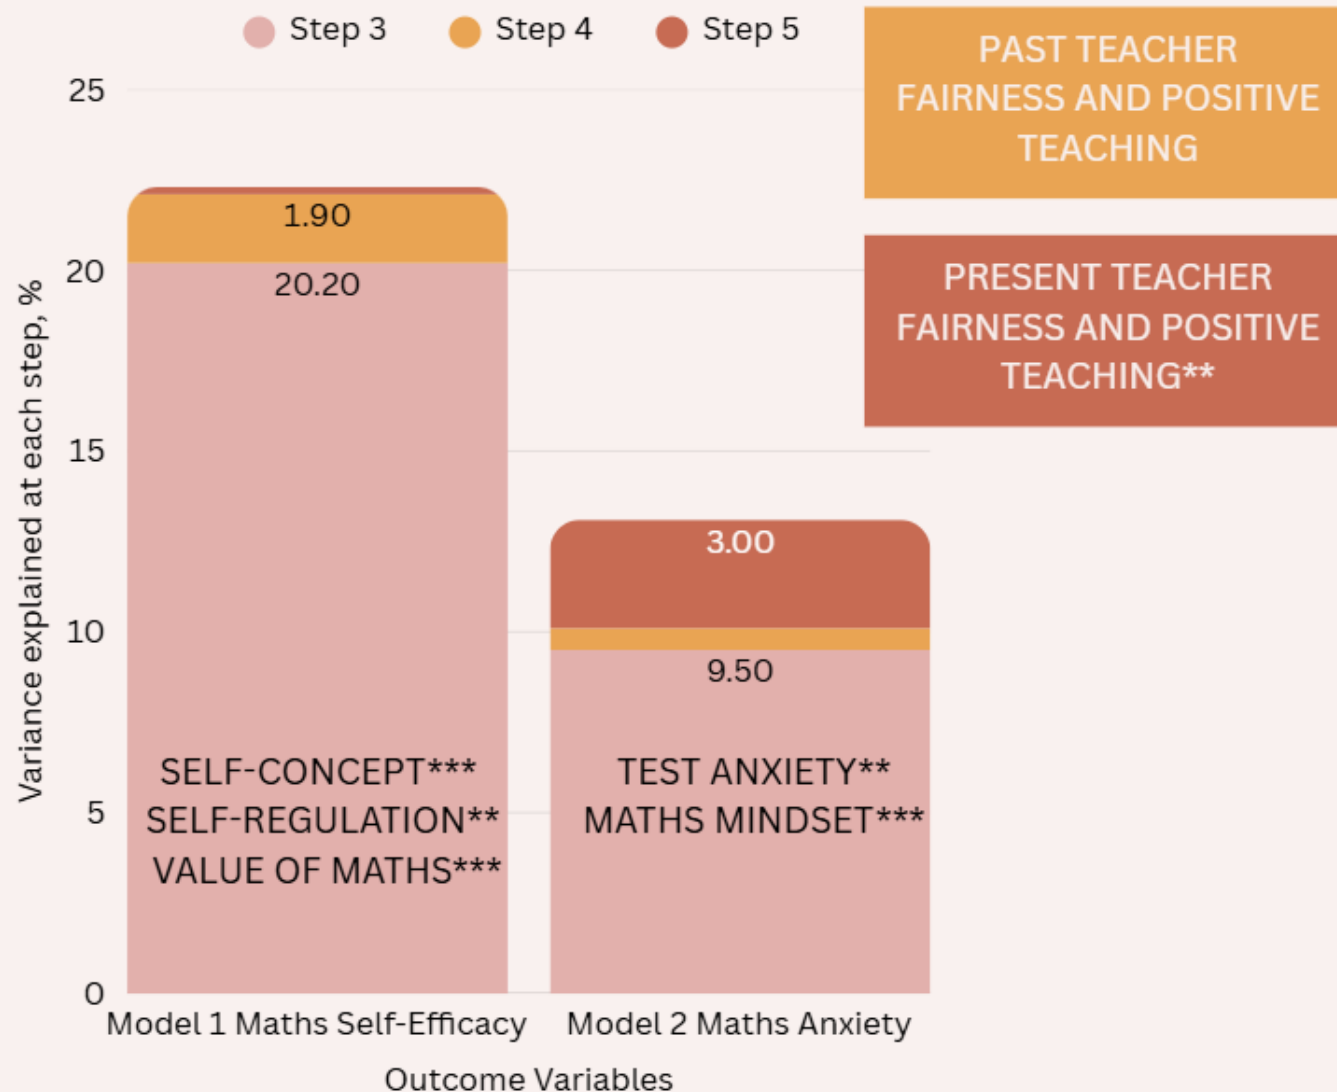 Step 3
Step 4
Step 5
PAST TEACHER
FAIRNESS AND POSITIVE
TEACHING
PRESENT TEACHER
FAIRNESS AND POSITIVE
TEACHING**
Variance explained at each step, %
25
20
15
10
5
0
1.90
20.20
SELF-CONCEPT***
SELF-REGULATION**
VALUE OF MATHS***
3.00
9.50
TEST ANXIETY**
MATHS MINDSET***
Model 1 Maths Self-Efficacy
Model 2 Maths Anxiety
Outcome Variables